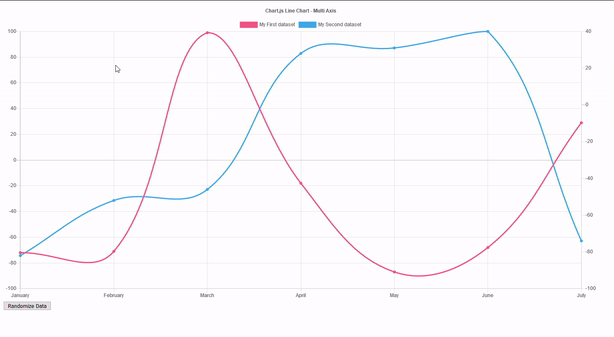 Chart.js Line Chart - Multi Axis
My First dataset My Second dataset
100 40
80 20
60
40 0
20 -20
0
-20 -40
-40 -60
-60
-80 -80
-100 -100
January February March April May June July
Randomize Data